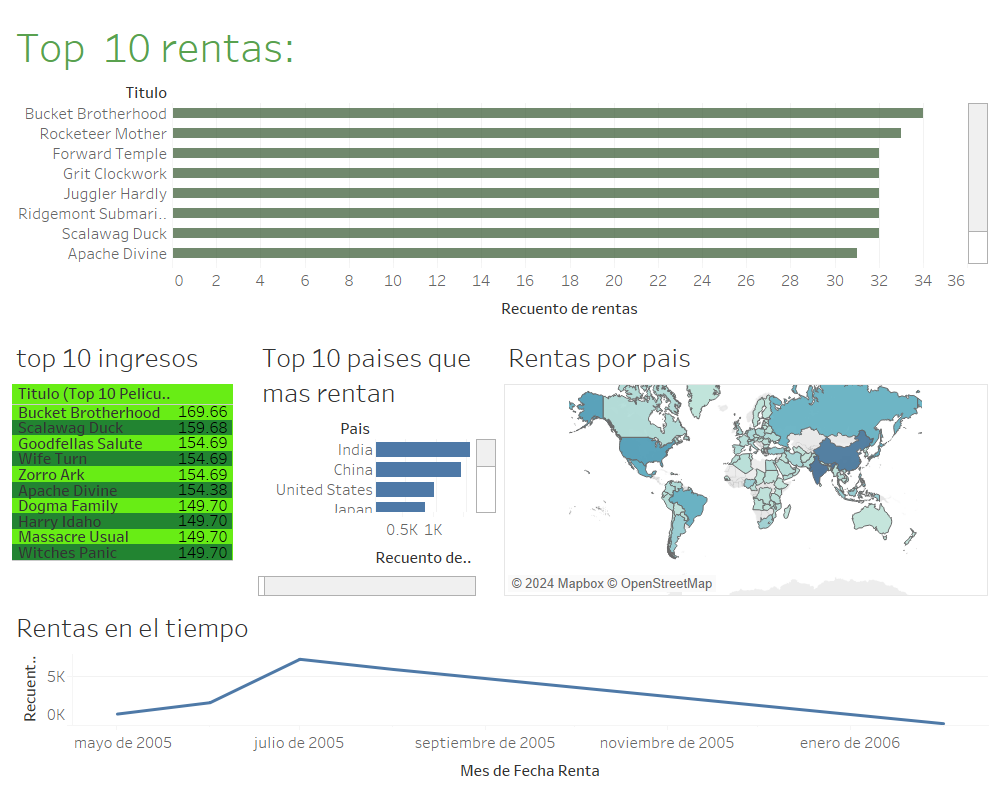 Top  10 rentas:
Titulo
Bucket Brotherhood
Rocketeer Mother
Forward Temple
Grit Clockwork
Juggler Hardly
Ridgemont Submari..
Scalawag Duck
Apache Divine
0 2 4 6 8 10 12 14 16 18 20 22 24 26 28 30 32 34 36
Recuento de rentas
top 10 ingresos
Titulo (Top 10 Pelicu..
Bucket Brotherhood 169.66
Scalawag Duck 159.68
Goodfellas Salute 154.69
Wife Turn 154.69
Zorro Ark 154.69
Apache Divine 154.38
Dogma Family 149.70
Harry Idaho 149.70
Massacre Usual 149.70
Witches Panic 149.70
Top 10 paises que
mas rentan
Pais
India
China
United States
Japan
0.5K 1K
Recuento de..
Rentas por pais
© 2024 Mapbox © OpenStreetMap
Rentas en el tiempo
Recuent..
5K
0K
mayo de 2005 julio de 2005 septiembre de 2005 noviembre de 2005 enero de 2006
Mes de Fecha Renta